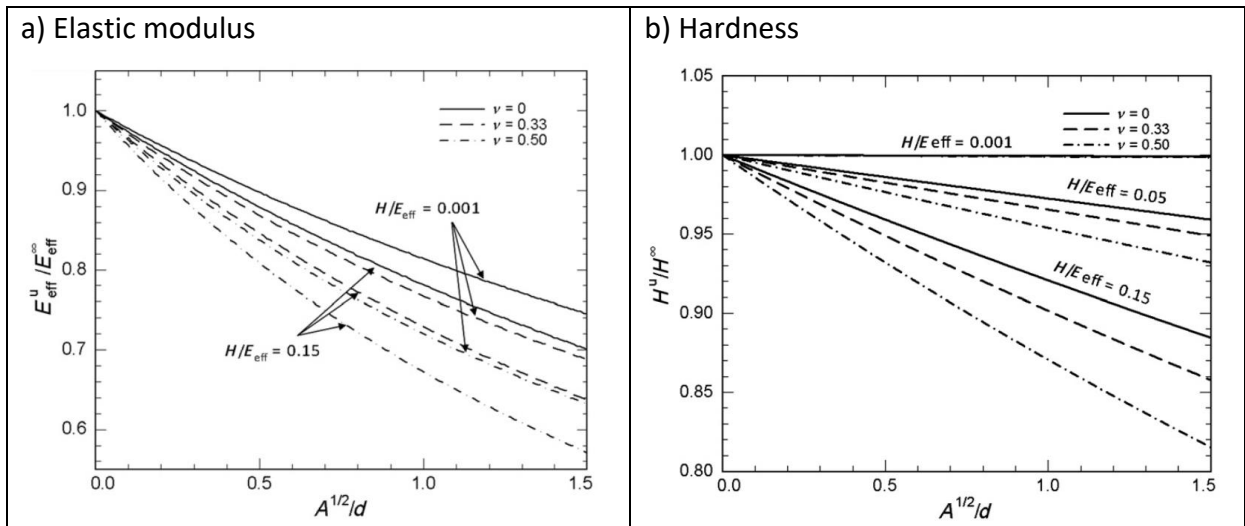 a) Elastic modulus
1.0
0.9
0.8
0.7
0.6
E^u_eff / E^∞_eff
ν = 0
ν = 0.33
ν = 0.50
H/E_eff = 0.001
H/E_eff = 0.15
0.0 0.5 1.0 1.5
A^1/2/d
b) Hardness
1.05
1.00
0.95
0.90
0.85
0.80
H^u/H^∞
ν = 0
ν = 0.33
ν = 0.50
H/E eff = 0.001
H/E eff = 0.05
H/E eff = 0.15
0.0 0.5 1.0 1.5
A^1/2/d